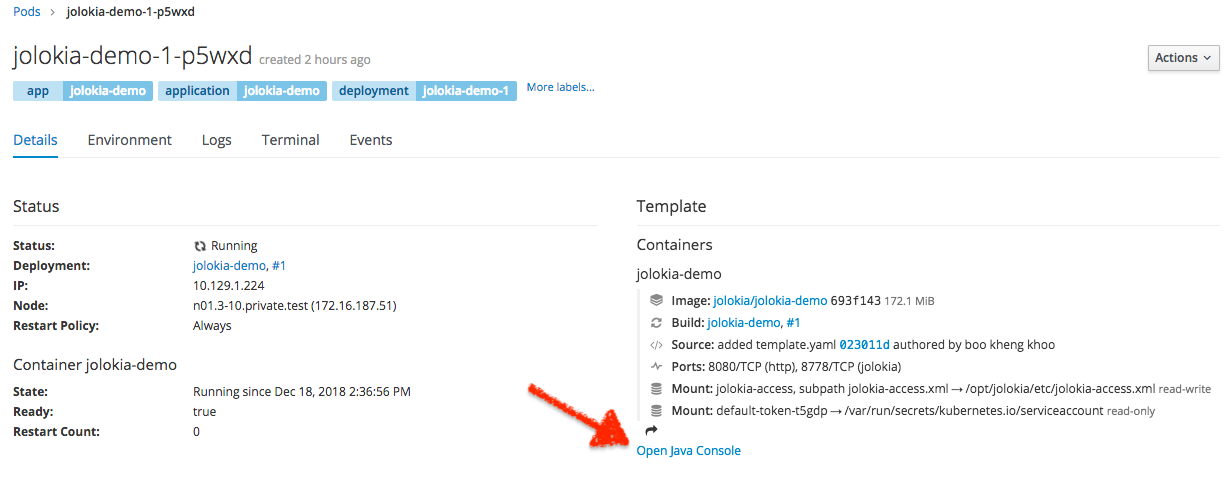 Pods > jolokia-demo-1-p5wxd
jolokia-demo-1-p5wxd created 2 hours ago
Actions
app jolokia-demo application jolokia-demo deployment jolokia-demo-1 More labels...
Details Environment Logs Terminal Events
Status
Status: Running
Deployment: jolokia-demo, #1
IP: 10.129.1.224
Node: n01.3-10.private.test (172.16.187.51)
Restart Policy: Always
Container jolokia-demo
State: Running since Dec 18, 2018 2:36:56 PM
Ready: true
Restart Count: 0
Template
Containers
jolokia-demo
Image: jolokia/jolokia-demo 693f143 172.1 MiB
Build: jolokia-demo, #1
</> Source: added template.yaml 023011d authored by boo kheng khoo
Ports: 8080/TCP (http), 8778/TCP (jolokia)
Mount: jolokia-access, subpath jolokia-access.xml → /opt/jolokia/etc/jolokia-access.xml read-write
Mount: default-token-t5gdp → /var/run/secrets/kubernetes.io/serviceaccount read-only
Open Java Console